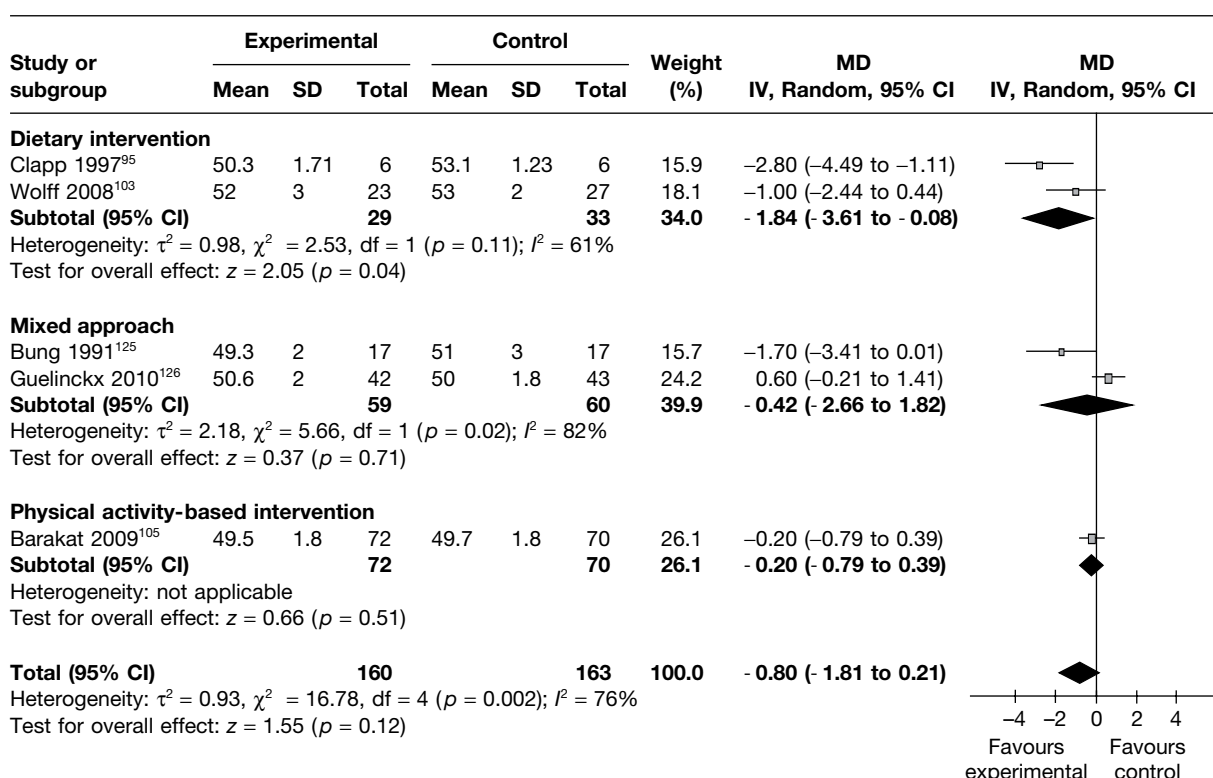 Study or subgroup Experimental Control Weight (%) MD IV, Random, 95% CI MD IV, Random, 95% CI
Mean SD Total Mean SD Total
Dietary intervention
Clapp 1997⁹⁵ 50.3 1.71 6 53.1 1.23 6 15.9 −2.80 (−4.49 to −1.11)
Wolff 2008¹⁰³ 52 3 23 53 2 27 18.1 −1.00 (−2.44 to 0.44)
Subtotal (95% CI) 29 33 34.0 - 1.84 (- 3.61 to - 0.08)
Heterogeneity: τ² = 0.98, χ² = 2.53, df = 1 (p = 0.11); I² = 61%
Test for overall effect: z = 2.05 (p = 0.04)
Mixed approach
Bung 1991¹²⁵ 49.3 2 17 51 3 17 15.7 −1.70 (−3.41 to 0.01)
Guelinckx 2010¹²⁶ 50.6 2 42 50 1.8 43 24.2 0.60 (−0.21 to 1.41)
Subtotal (95% CI) 59 60 39.9 - 0.42 (- 2.66 to 1.82)
Heterogeneity: τ² = 2.18, χ² = 5.66, df = 1 (p = 0.02); I² = 82%
Test for overall effect: z = 0.37 (p = 0.71)
Physical activity-based intervention
Barakat 2009¹⁰⁵ 49.5 1.8 72 49.7 1.8 70 26.1 −0.20 (−0.79 to 0.39)
Subtotal (95% CI) 72 70 26.1 - 0.20 (- 0.79 to 0.39)
Heterogeneity: not applicable
Test for overall effect: z = 0.66 (p = 0.51)
Total (95% CI) 160 163 100.0 - 0.80 (- 1.81 to 0.21)
Heterogeneity: τ² = 0.93, χ² = 16.78, df = 4 (p = 0.002); I² = 76%
Test for overall effect: z = 1.55 (p = 0.12)
−4 −2 0 2 4
Favours Favours
experimental control